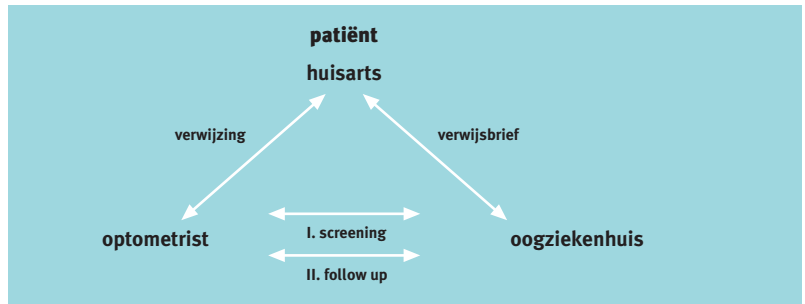 patiënt
huisarts
verwijzing
verwijsbrief
optometrist
I. screening
oogziekenhuis
II. follow up